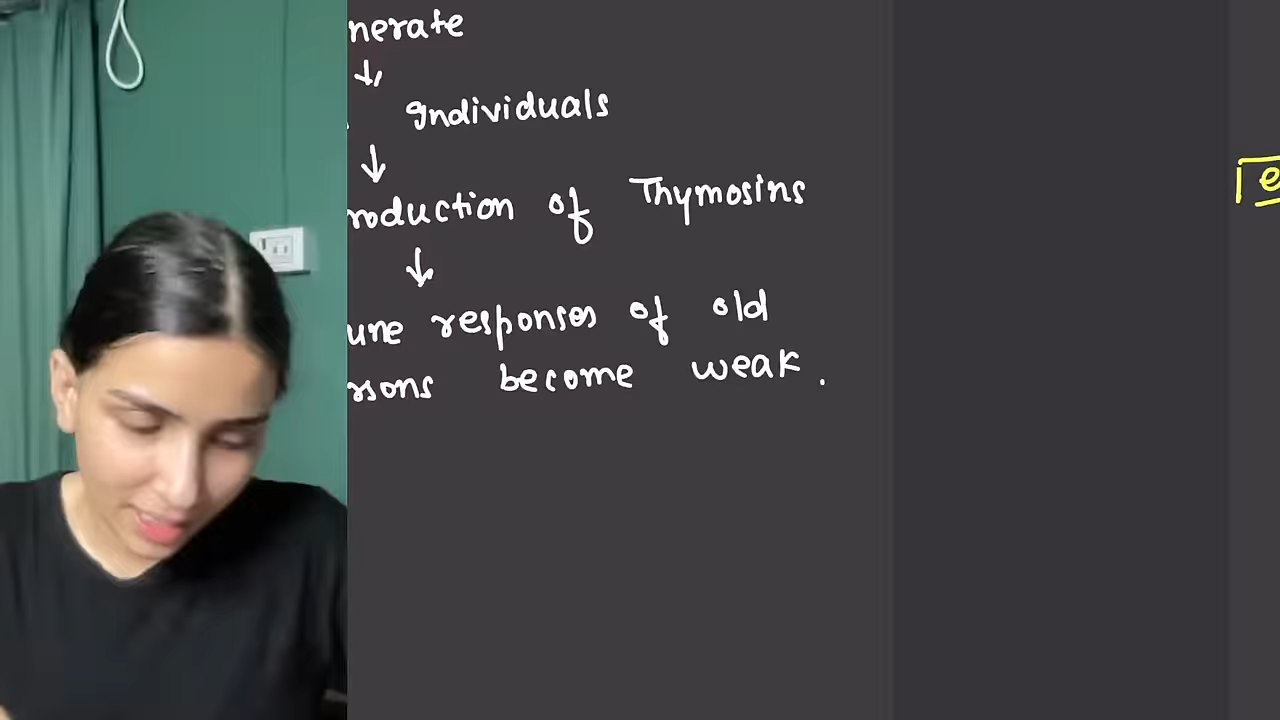 nerate
↓
Individuals
↓
roduction of Thymosins
↓
une responses of old
rsons become weak.
e